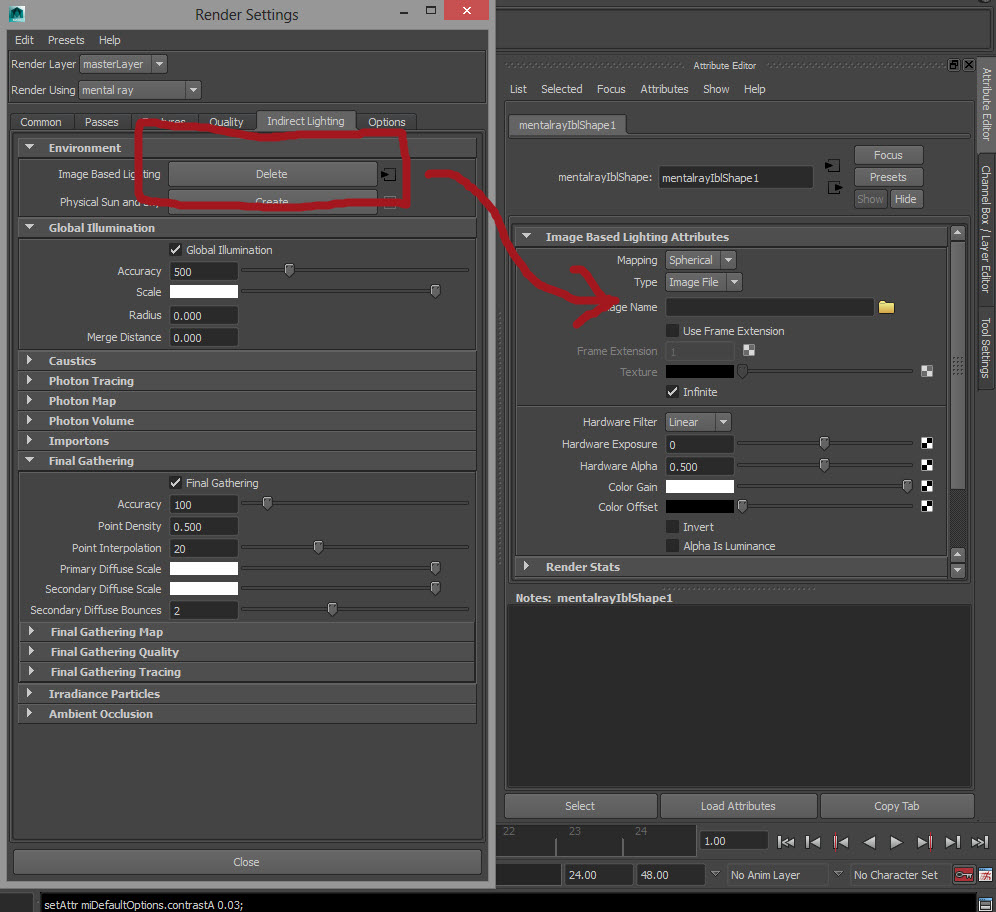 Render Settings
Edit Presets Help
Render Layer masterLayer
Render Using mental ray
Common Passes Features Quality Indirect Lighting Options
Environment
Image Based Lighting Delete
Physical Sun and Create
Global Illumination
Global Illumination
Accuracy 500
Scale
Radius 0.000
Merge Distance 0.000
Caustics
Photon Tracing
Photon Map
Photon Volume
Importons
Final Gathering
Final Gathering
Accuracy 100
Point Density 0.500
Point Interpolation 20
Primary Diffuse Scale
Secondary Diffuse Scale
Secondary Diffuse Bounces 2
Final Gathering Map
Final Gathering Quality
Final Gathering Tracing
Irradiance Particles
Ambient Occlusion
Close
setAttr miDefaultOptions.contrastA 0.03;
Attribute Editor
List Selected Focus Attributes Show Help
mentalrayIblShape1
mentalrayIblShape: mentalrayIblShape1
Focus
Presets
Show Hide
Image Based Lighting Attributes
Mapping Spherical
Type Image File
age Name
Use Frame Extension
Frame Extension 1
Texture
Infinite
Hardware Filter Linear
Hardware Exposure 0
Hardware Alpha 0.500
Color Gain
Color Offset
Invert
Alpha Is Luminance
Render Stats
Notes: mentalrayIblShape1
Select Load Attributes Copy Tab
22 23 24 1.00
24.00 48.00 No Anim Layer No Character Set
Attribute Editor
Channel Box / Layer Editor
Tool Settings